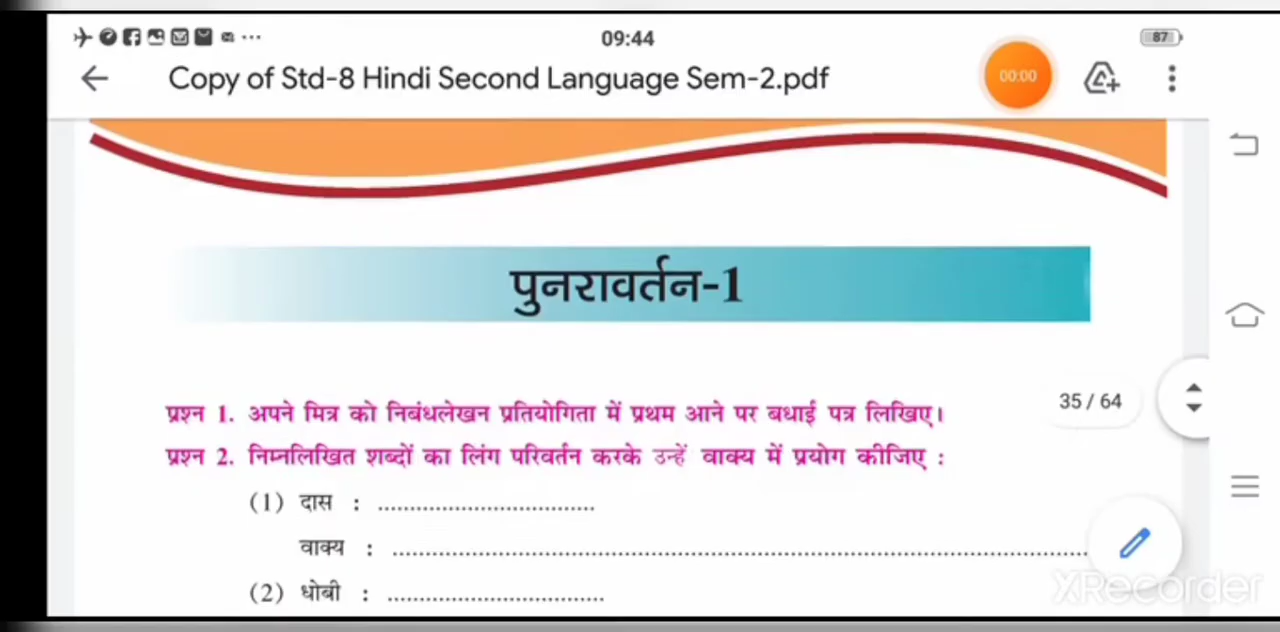 09:44
87
Copy of Std-8 Hindi Second Language Sem-2.pdf
00:00
पुनरावर्तन-1
प्रश्न 1. अपने मित्र को निबंधलेखन प्रतियोगिता में प्रथम आने पर बधाई पत्र लिखिए।
35 / 64
प्रश्न 2. निम्नलिखित शब्दों का लिंग परिवर्तन करके उन्हें वाक्य में प्रयोग कीजिए :
(1) दास : ................................
वाक्य : ........................................................................................................
(2) धोबी : ................................
XRecorder